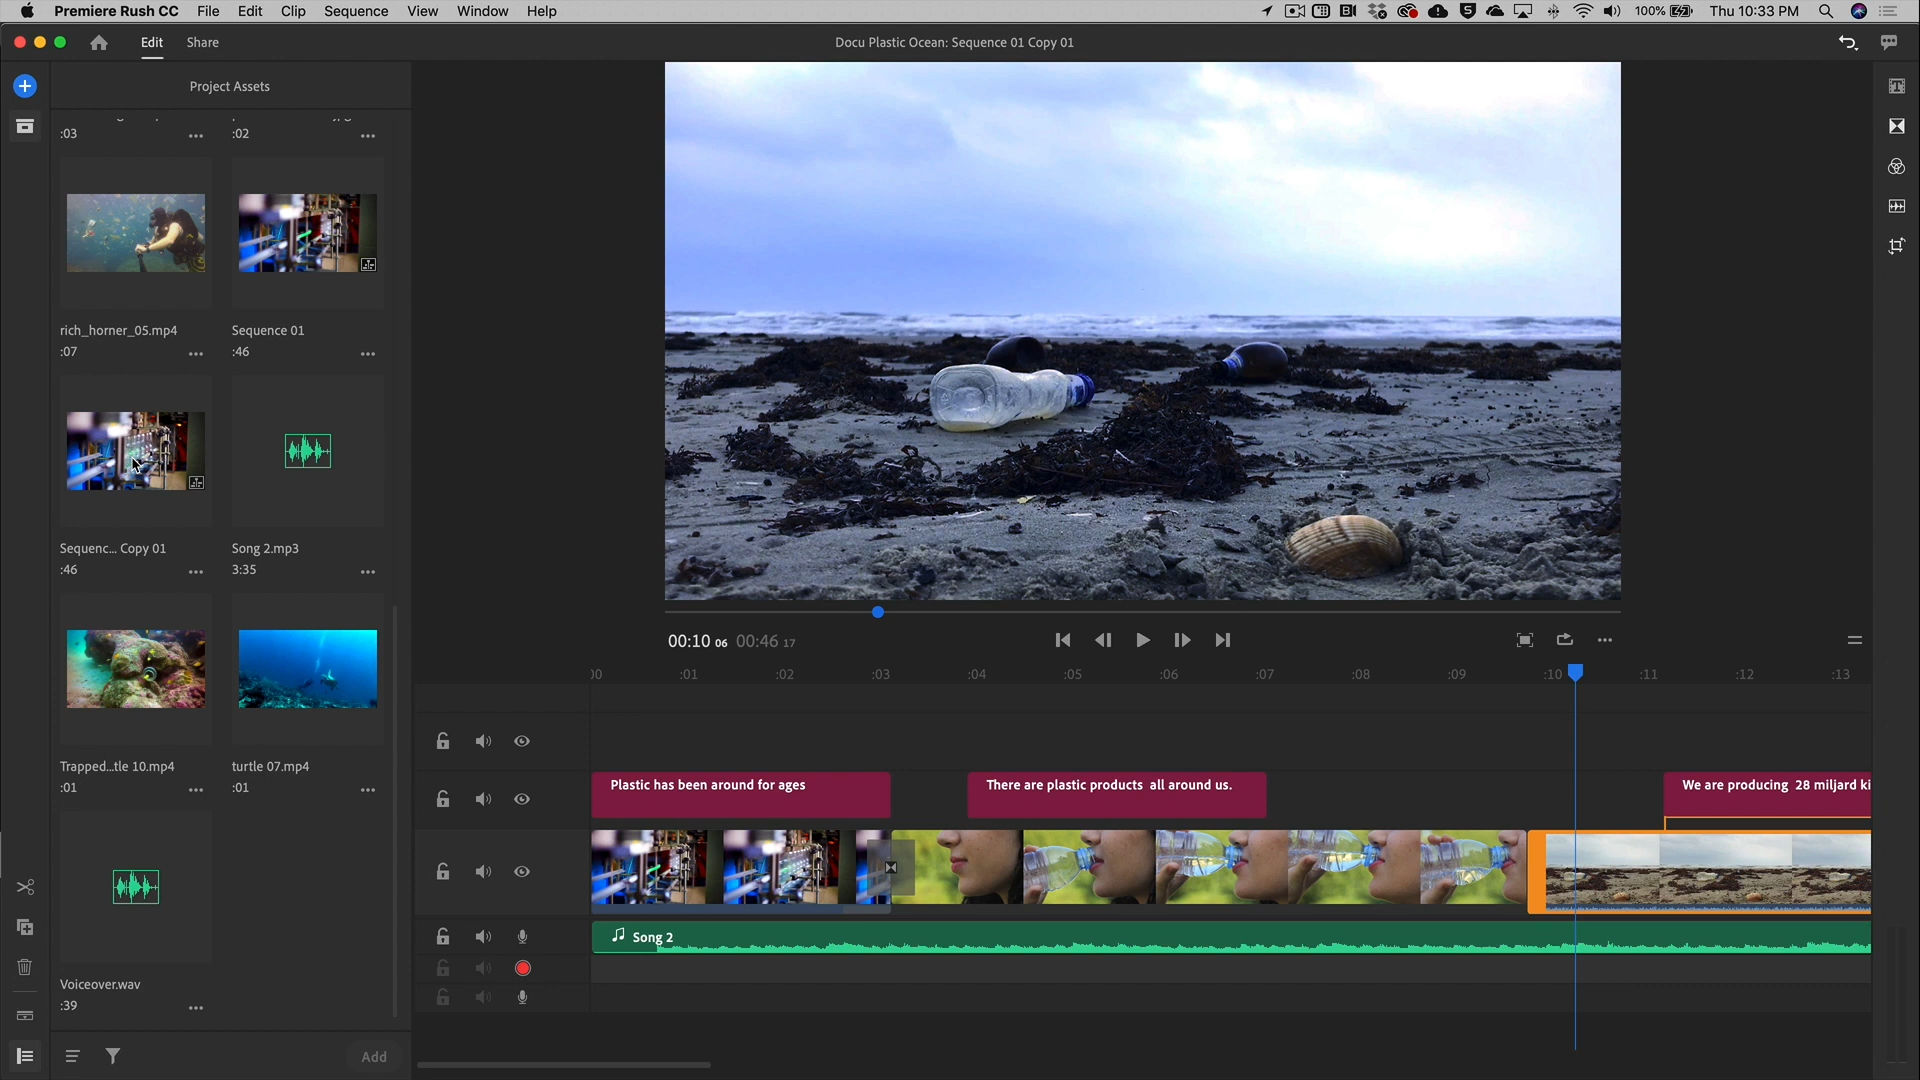 Premiere Rush CC File Edit Clip Sequence View Window Help 100% Thu 10:33 PM
Edit Share Docu Plastic Ocean: Sequence 01 Copy 01
Project Assets
:03 ••• :02 •••
rich_horner_05.mp4 Sequence 01
:07 ••• :46 •••
Sequenc... Copy 01 Song 2.mp3
:46 ••• 3:35 •••
Trapped...tle 10.mp4 turtle 07.mp4
:01 ••• :01 •••
Voiceover.wav
:39 •••
Add
00:10 06 00:46 17
:00 :01 :02 :03 :04 :05 :06 :07 :08 :09 :10 :11 :12 :13
Plastic has been around for ages There are plastic products all around us. We are producing 28 miljard ki
Song 2